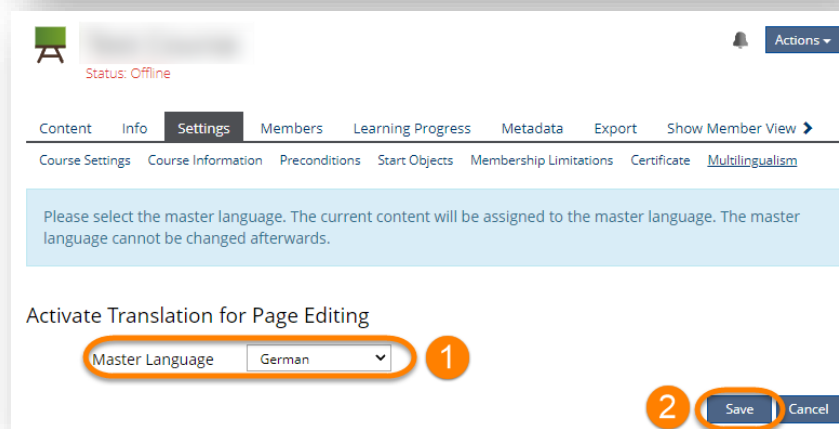 Actions
Status: Offline
Content Info Settings Members Learning Progress Metadata Export Show Member View
Course Settings Course Information Preconditions Start Objects Membership Limitations Certificate Multilingualism
Please select the master language. The current content will be assigned to the master language. The master
language cannot be changed afterwards.
Activate Translation for Page Editing
Master Language German 1
2 Save Cancel